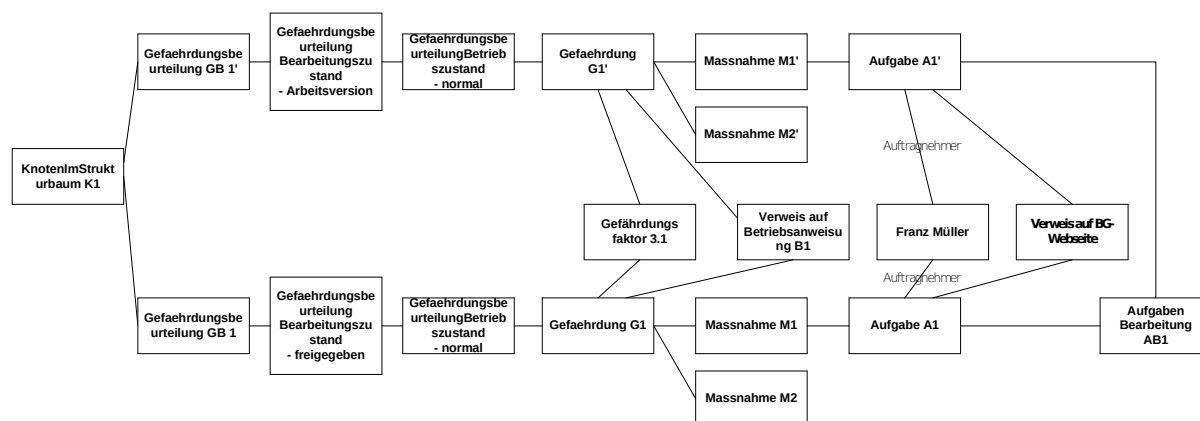 Gefaehrdungsbe
urteilung GB 1'
Gefaehrdungsbe
urteilung
Bearbeitungszu
stand
- Arbeitsversion
Gefaehrdungsbe
urteilungBetrieb
szustand
- normal
Gefaehrdung
G1'
Massnahme M1'
Aufgabe A1'
Massnahme M2'
Auftragnehmer
KnotenImStrukt
urbaum K1
Gefährdungs
faktor 3.1
Verweis auf
Betriebsanweisu
ng B1
Franz Müller
Verweis auf BG-
Webseite
Auftragnehmer
Gefaehrdungsbe
urteilung GB 1
Gefaehrdungsbe
urteilung
Bearbeitungszu
stand
- freigegeben
Gefaehrdungsbe
urteilungBetrieb
szustand
- normal
Gefaehrdung G1
Massnahme M1
Aufgabe A1
Aufgaben
Bearbeitung
AB1
Massnahme M2